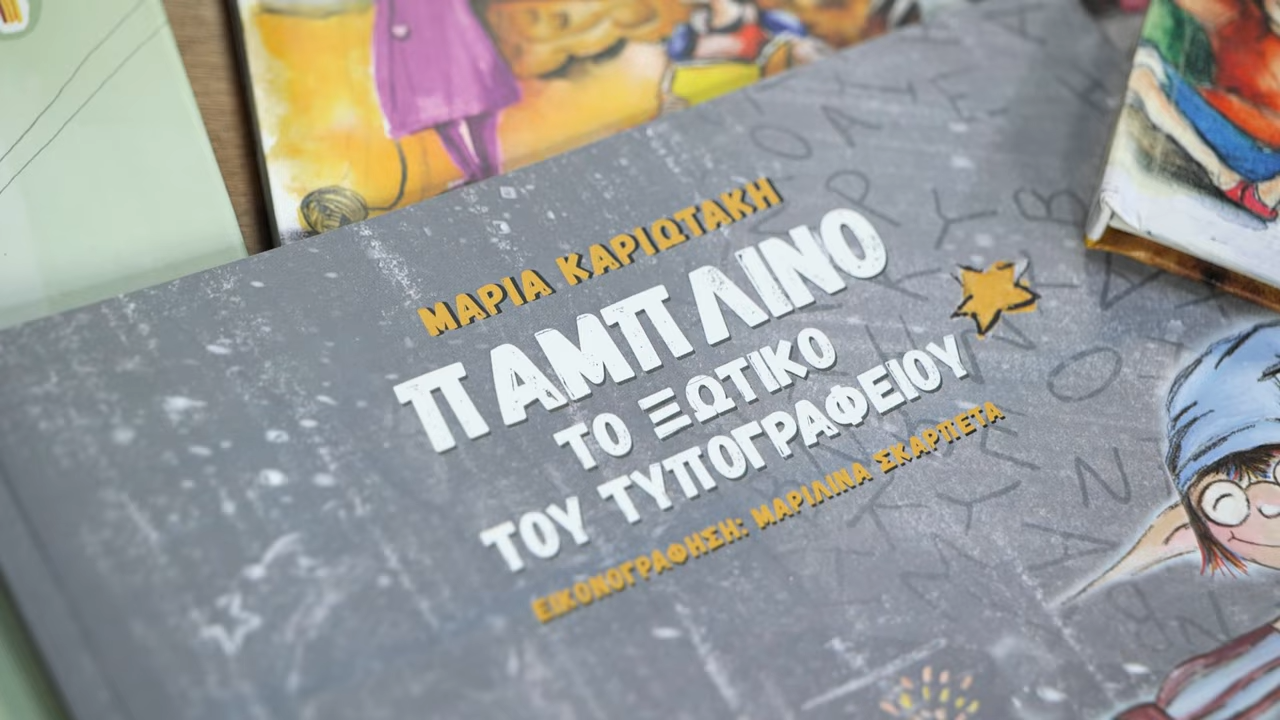 ΜΑΡΙΑ ΚΑΡΙΩΤΑΚΗ
ΠΑΜΠΛΙΝΟ
ΤΟ ΞΩΤΙΚΟ
ΤΟΥ ΤΥΠΟΓΡΑΦΕΙΟΥ
ΕΙΚΟΝΟΓΡΑΦΗΣΗ: ΜΑΡΙΛΙΝΑ ΣΚΑΡΠΕΤΑ